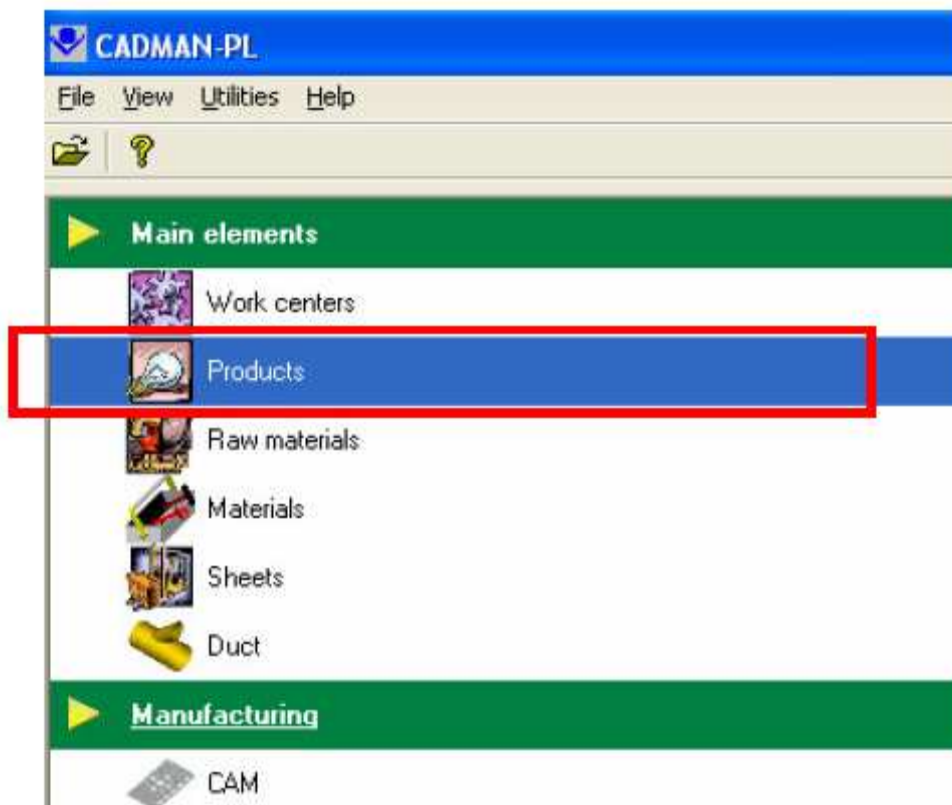 CADMAN-PL
File View Utilities Help
Main elements
Work centers
Products
Raw materials
Materials
Sheets
Duct
Manufacturing
CAM